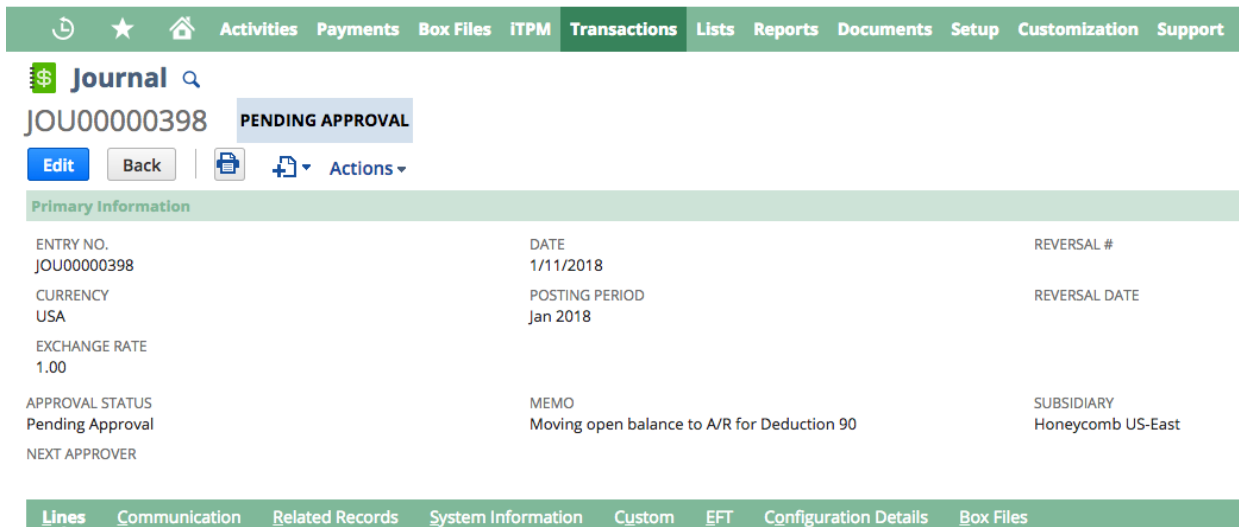 Activities Payments Box Files iTPM Transactions Lists Reports Documents Setup Customization Support
$ Journal
JOU00000398 PENDING APPROVAL
Edit Back Actions
Primary Information
ENTRY NO. DATE REVERSAL #
JOU00000398 1/11/2018
CURRENCY POSTING PERIOD REVERSAL DATE
USA Jan 2018
EXCHANGE RATE
1.00
APPROVAL STATUS MEMO SUBSIDIARY
Pending Approval Moving open balance to A/R for Deduction 90 Honeycomb US-East
NEXT APPROVER
Lines Communication Related Records System Information Custom EFT Configuration Details Box Files